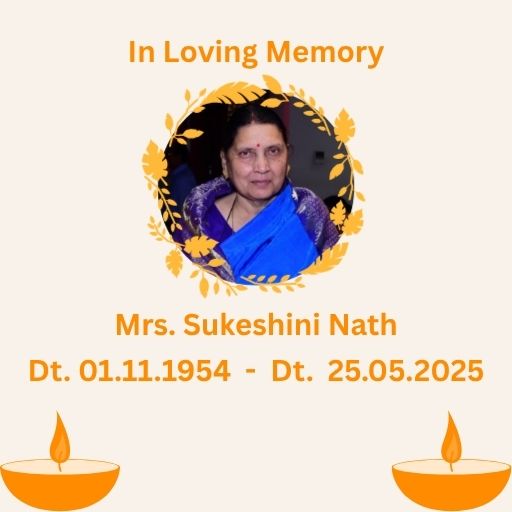 In Loving Memory
Mrs. Sukeshini Nath
Dt. 01.11.1954 - Dt. 25.05.2025